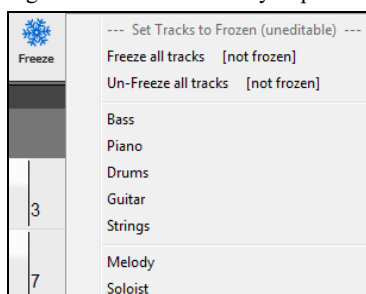 --- Set Tracks to Frozen (uneditable) ---
Freeze
Freeze all tracks [not frozen]
Un-Freeze all tracks [not frozen]
Bass
Piano
Drums
Guitar
3
Strings
Melody
7
Soloist